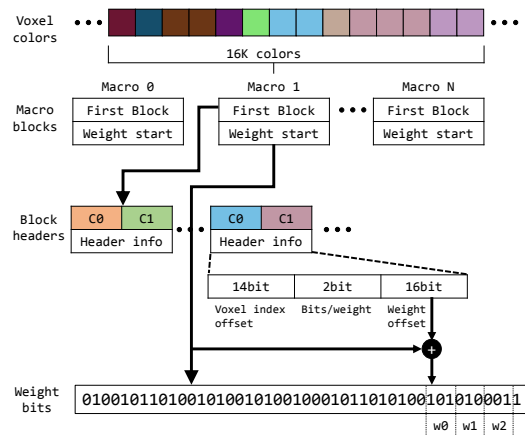 Voxel
colors
16K colors
Macro 0 Macro 1 Macro N
Macro
blocks
First Block First Block First Block
Weight start Weight start Weight start
Block
headers
C0 C1 C0 C1
Header info Header info
14bit 2bit 16bit
Voxel index
offset
Bits/weight
Weight
offset
+
Weight
bits
0100101101001010010100100010110101001010100011
w0 w1 w2